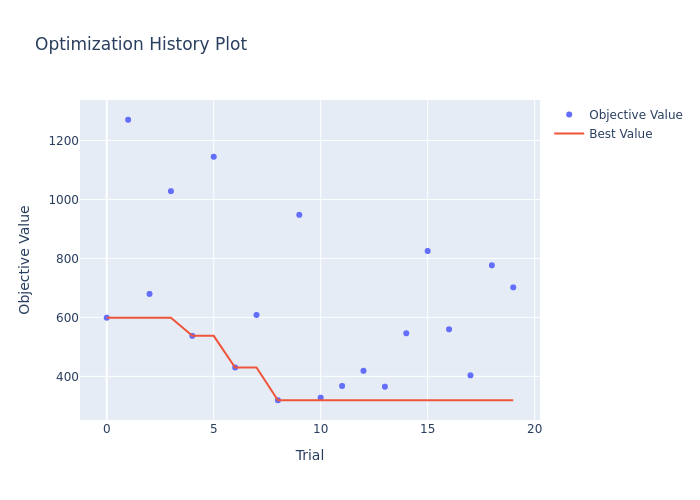 Optimization History Plot
Objective Value
Best Value
1200
1000
800
600
400
0 5 10 15 20
Trial
Objective Value